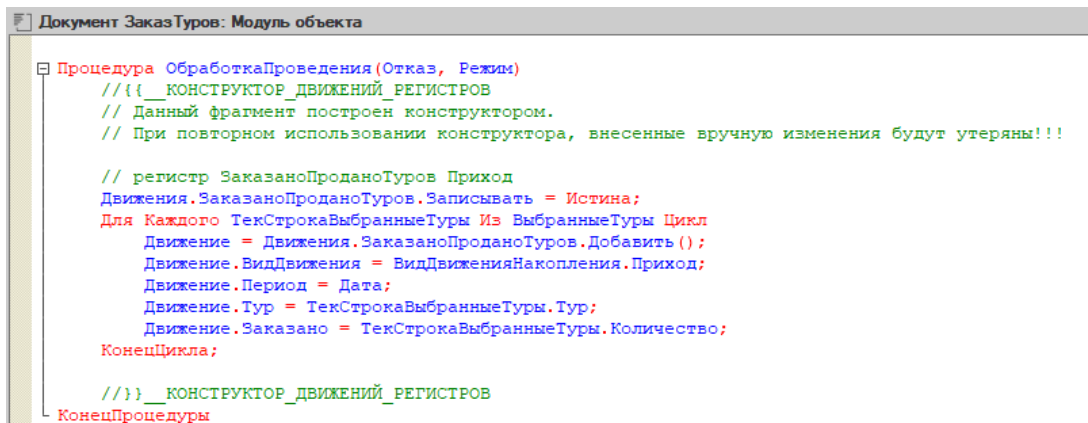 Документ ЗаказТуров: Модуль объекта
Процедура ОбработкаПроведения(Отказ, Режим)
//{{__КОНСТРУКТОР_ДВИЖЕНИЙ_РЕГИСТРОВ
// Данный фрагмент построен конструктором.
// При повторном использовании конструктора, внесенные вручную изменения будут утеряны!!!
// регистр ЗаказаноПроданоТуров Приход
Движения.ЗаказаноПроданоТуров.Записывать = Истина;
Для Каждого ТекСтрокаВыбранныеТуры Из ВыбранныеТуры Цикл
Движение = Движения.ЗаказаноПроданоТуров.Добавить();
Движение.ВидДвижения = ВидДвиженияНакопления.Приход;
Движение.Период = Дата;
Движение.Тур = ТекСтрокаВыбранныеТуры.Тур;
Движение.Заказано = ТекСтрокаВыбранныеТуры.Количество;
КонецЦикла;
//}}__КОНСТРУКТОР_ДВИЖЕНИЙ_РЕГИСТРОВ
КонецПроцедуры